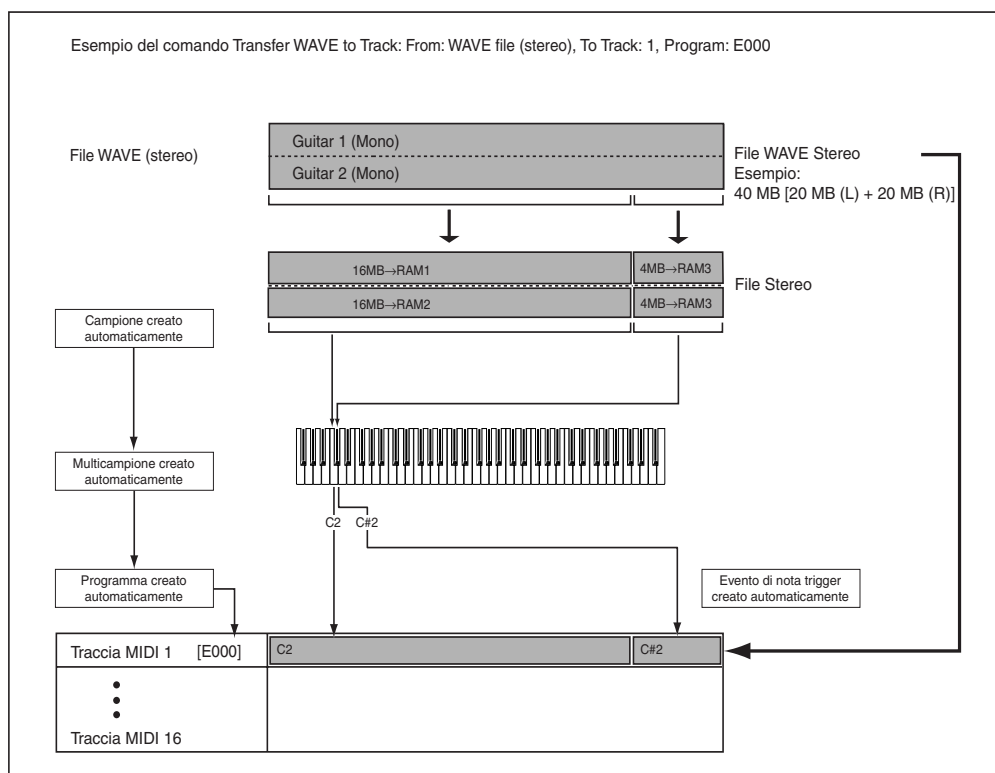 Esempio del comando Transfer WAVE to Track: From: WAVE file (stereo), To Track: 1, Program: E000
File WAVE (stereo)
Guitar 1 (Mono)
Guitar 2 (Mono)
File WAVE Stereo
Esempio:
40 MB [20 MB (L) + 20 MB (R)]
16MB→RAM1
4MB→RAM3
16MB→RAM2
4MB→RAM3
File Stereo
Campione creato
automaticamente
Multicampione creato
automaticamente
C2
C#2
Programma creato
automaticamente
Evento di nota trigger
creato automaticamente
Traccia MIDI 1
[E000]
C2
C#2
Traccia MIDI 16